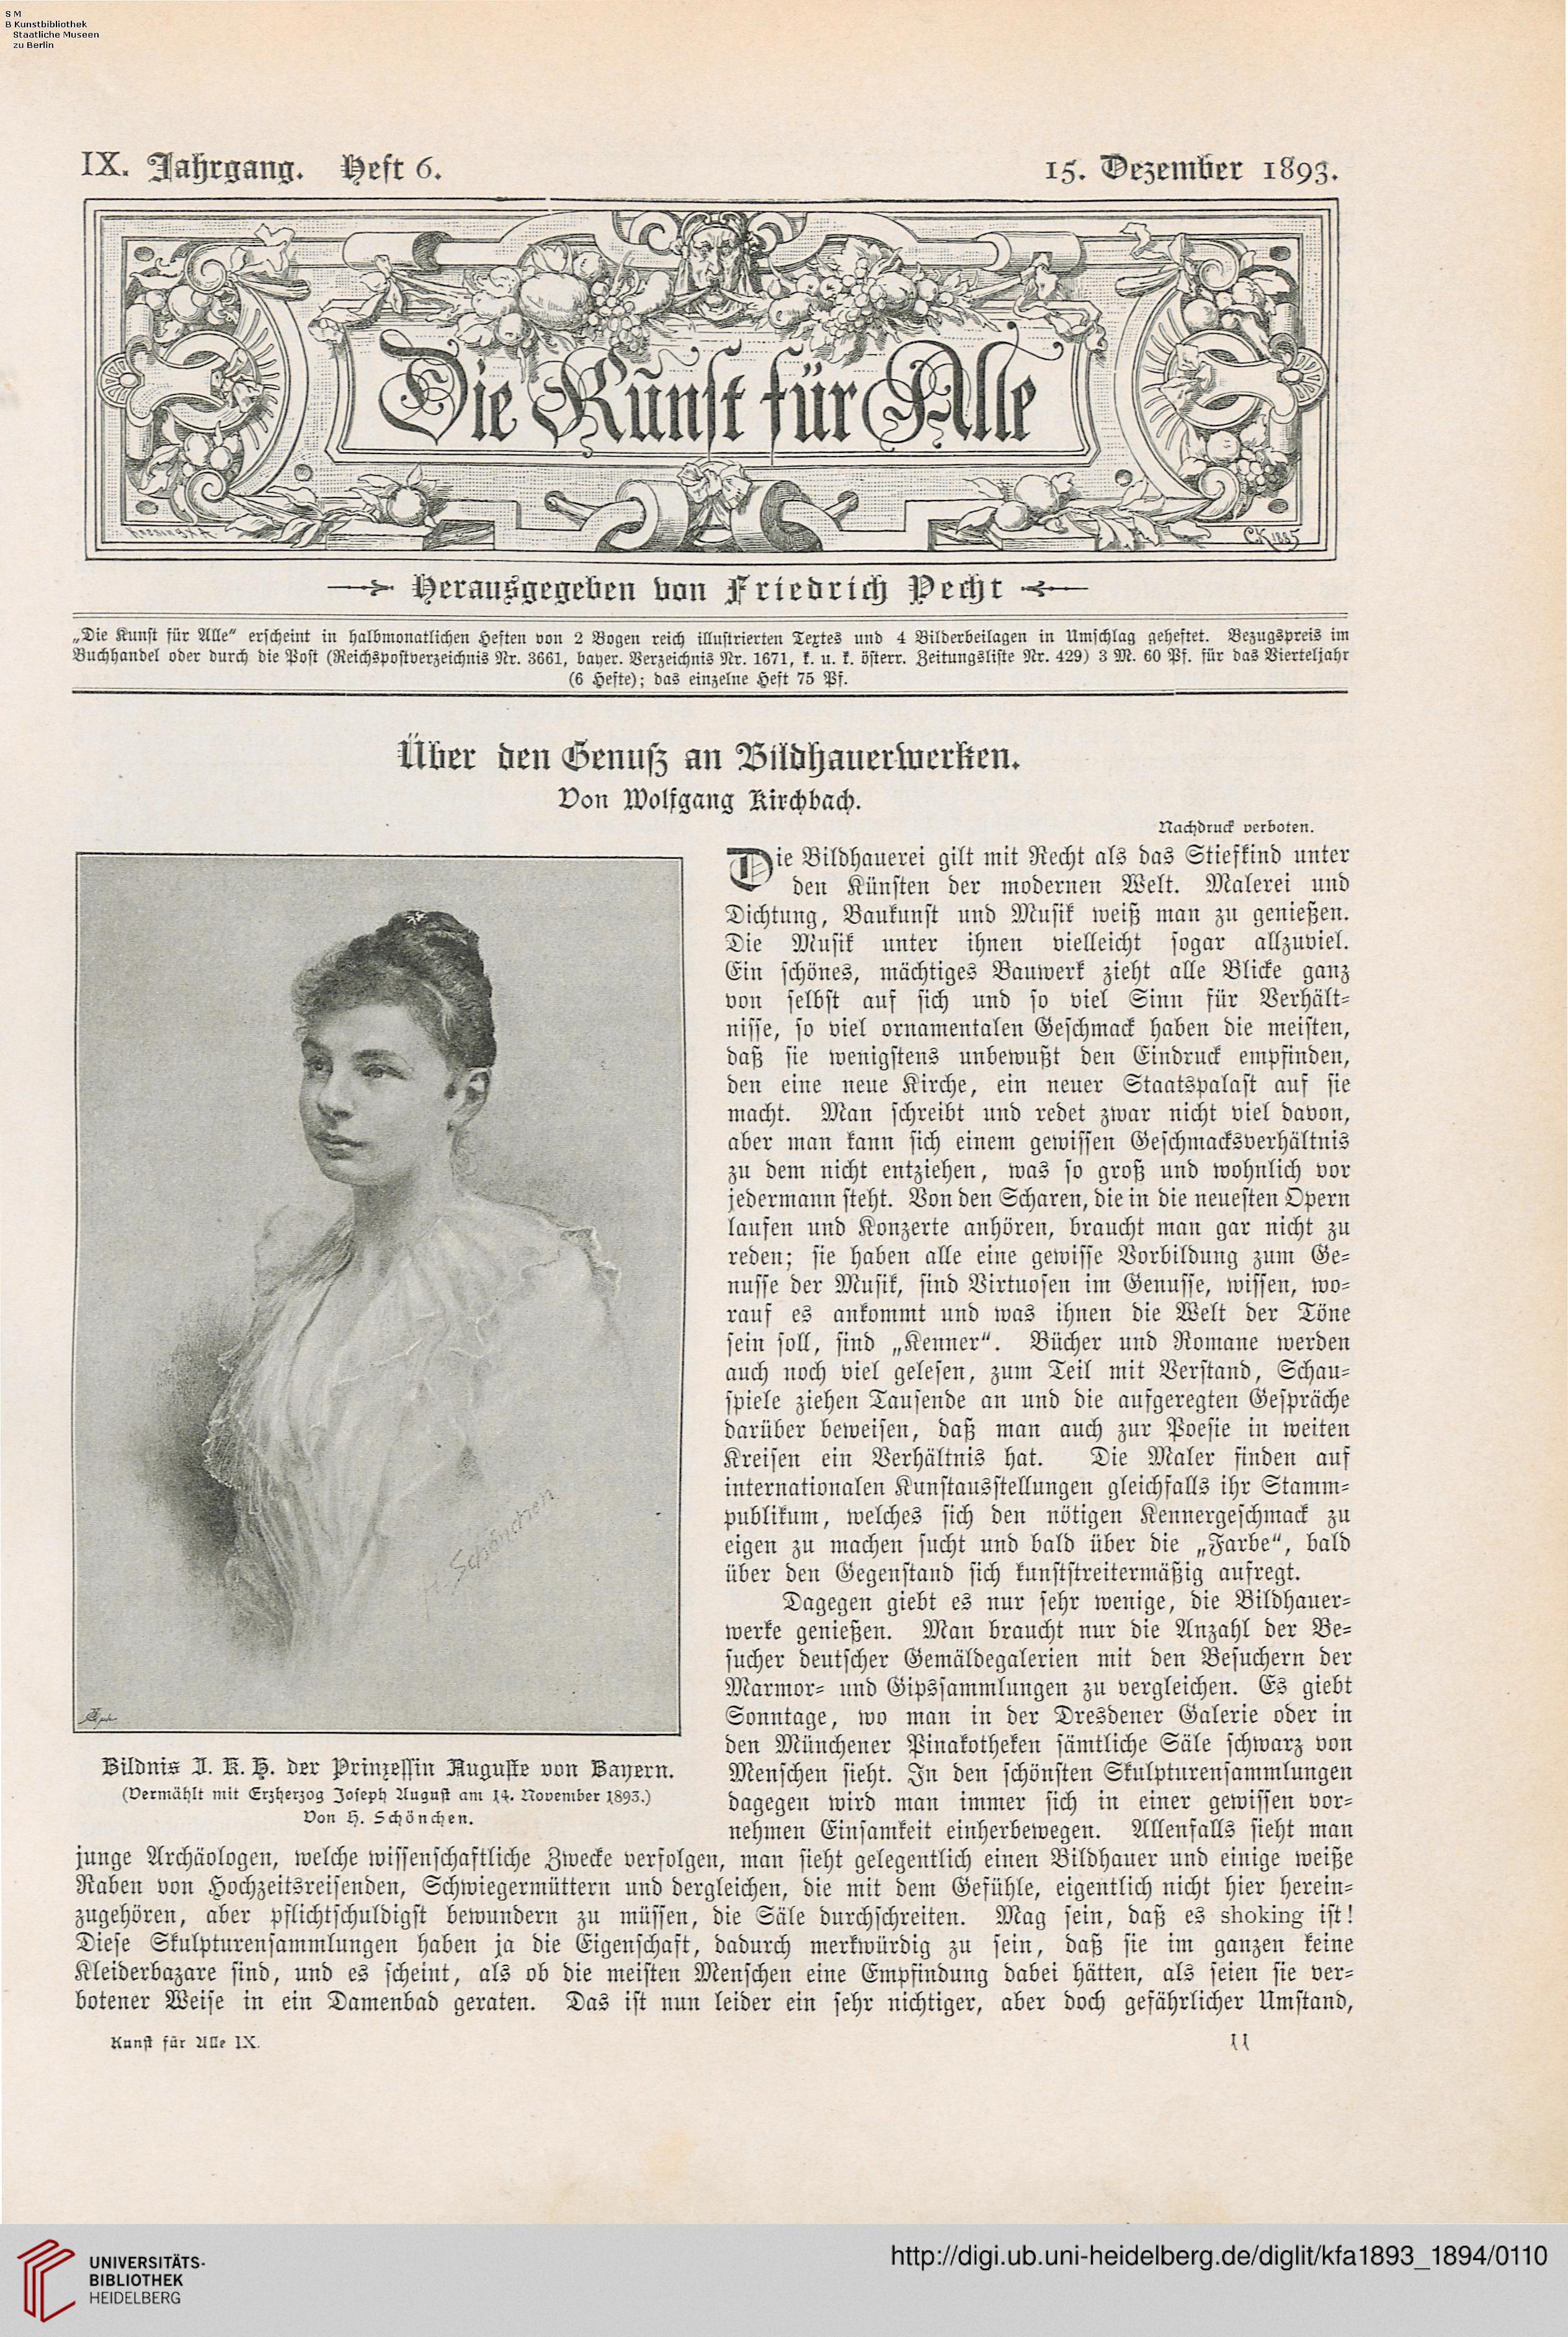 S M
B Kunstbibliothek
Staatliche Museen
zu Berlin
IX. Jahrgang. Heft 6.
15. Dezember 1893.
Die Kunst für Alle
CK 1885
Herausgegeben von Friedrich Pecht
„Die Kunst für Alle“ erscheint in halbmonatlichen Heften von 2 Bogen reich illustrierten Textes und 4 Bilderbeilagen in Umschlag geheftet. Bezugspreis im
Buchhandel oder durch die Post (Reichspostverzeichnis Nr. 3661, bayer. Verzeichnis Nr. 1671, k. u. k. österr. Zeitungsliste Nr. 429) 3 M. 60 Pf. für das Vierteljahr
(6 Hefte); das einzelne Heft 75 Pf.
Über den Genuß an Bildhauerwerken.
Von Wolfgang Kirchbach.
Nachdruck verboten.
Die Bildhauerei gilt mit Recht als das Stiefkind unter
den Künsten der modernen Welt. Malerei und
Dichtung, Baukunst und Musik weiß man zu genießen.
Die Musik unter ihnen vielleicht sogar allzuviel.
Ein schönes, mächtiges Bauwerk zieht alle Blicke ganz
von selbst auf sich und so viel Sinn für Verhält-
nisse, so viel ornamentalen Geschmack haben die meisten,
daß sie wenigstens unbewußt den Eindruck empfinden,
den eine neue Kirche, ein neuer Staatspalast auf sie
macht. Man schreibt und redet zwar nicht viel davon,
aber man kann sich einem gewissen Geschmacksverhältnis
zu dem nicht entziehen, was so groß und wohnlich vor
jedermann steht. Von den Scharen, die in die neuesten Opern
laufen und Konzerte anhören, braucht man gar nicht zu
reden; sie haben alle eine gewisse Vorbildung zum Ge-
nusse der Musik, sind Virtuosen im Genusse, wissen, wo-
rauf es ankommt und was ihnen die Welt der Töne
sein soll, sind „Kenner“. Bücher und Romane werden
auch noch viel gelesen, zum Teil mit Verstand, Schau-
spiele ziehen Tausende an und die aufgeregten Gespräche
darüber beweisen, daß man auch zur Poesie in weiten
Kreisen ein Verhältnis hat. Die Maler finden auf
internationalen Kunstausstellungen gleichfalls ihr Stamm-
publikum, welches sich den nötigen Kennergeschmack zu
eigen zu machen sucht und bald über die „Farbe“, bald
über den Gegenstand sich kunststreitermäßig aufregt.
Dagegen giebt es nur sehr wenige, die Bildhauer-
werke genießen. Man braucht nur die Anzahl der Be-
sucher deutscher Gemäldegalerien mit den Besuchern der
Marmor- und Gipssammlungen zu vergleichen. Es giebt
Sonntage, wo man in der Dresdener Galerie oder in
den Münchener Pinakotheken sämtliche Säle schwarz von
Menschen sieht. In den schönsten Skulpturensammlungen
dagegen wird man immer sich in einer gewissen vor-
nehmen Einsamkeit einherbewegen. Allenfalls sieht man
Schönchen
Bildnis I. K. H. der Prinzessin Auguste von Bayern.
(Vermählt mit Erzherzog Joseph August am 14. November 1893.)
Von H. Schönchen.
junge Archäologen, welche wissenschaftliche Zwecke verfolgen, man sieht gelegentlich einen Bildhauer und einige weiße
Raben von Hochzeitsreisenden, Schwiegermüttern und dergleichen, die mit dem Gefühle, eigentlich nicht hier herein-
zugehören, aber pflichtschuldigst bewundern zu müssen, die Säle durchschreiten. Mag sein, daß es shoking ist!
Diese Skulpturensammlungen haben ja die Eigenschaft, dadurch merkwürdig zu sein, daß sie im ganzen keine
Kleiderbazare sind, und es scheint, als ob die meisten Menschen eine Empfindung dabei hätten, als seien sie ver-
botener Weise in ein Damenbad geraten. Das ist nun leider ein sehr nichtiger, aber doch gefährlicher Umstand,
Kunst für Alle IX.
11
UNIVERSITÄTS-
BIBLIOTHEK
HEIDELBERG
http://digi.ub.uni-heidelberg.de/diglit/kfa1893_1894/0110